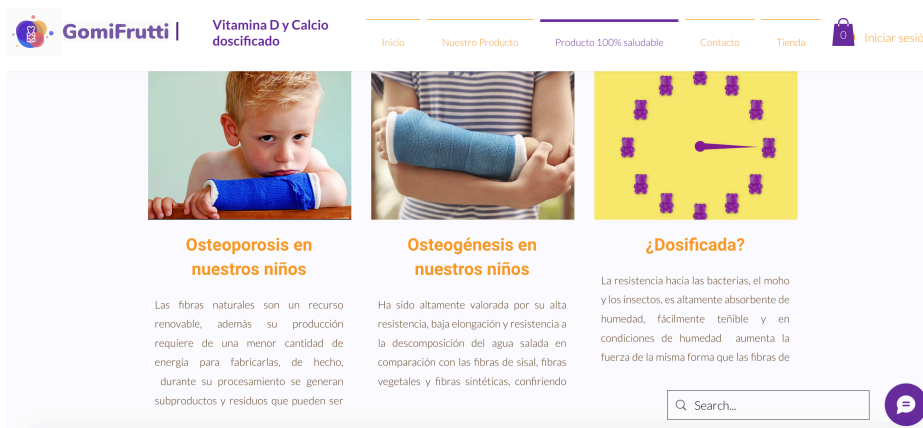 GomiFrutti |
Vitamina D y Calcio
doscificado
Inicio
Nuestro Producto
Producto 100% saludable
Contacto
Tienda
0
Iniciar sesió
Osteoporosis en
nuestros niños
Las fibras naturales son un recurso
renovable, además su producción
requiere de una menor cantidad de
energía para fabricarlas, de hecho,
durante su procesamiento se generan
subproductos y residuos que pueden ser
Osteogénesis en
nuestros niños
Ha sido altamente valorada por su alta
resistencia, baja elongación y resistencia a
la descomposición del agua salada en
comparación con las fibras de sisal, fibras
vegetales y fibras sintéticas, confiriendo
¿Dosificada?
La resistencia hacia las bacterias, el moho
y los insectos, es altamente absorbente de
humedad, fácilmente teñible y en
condiciones de humedad aumenta la
fuerza de la misma forma que las fibras de
Search...